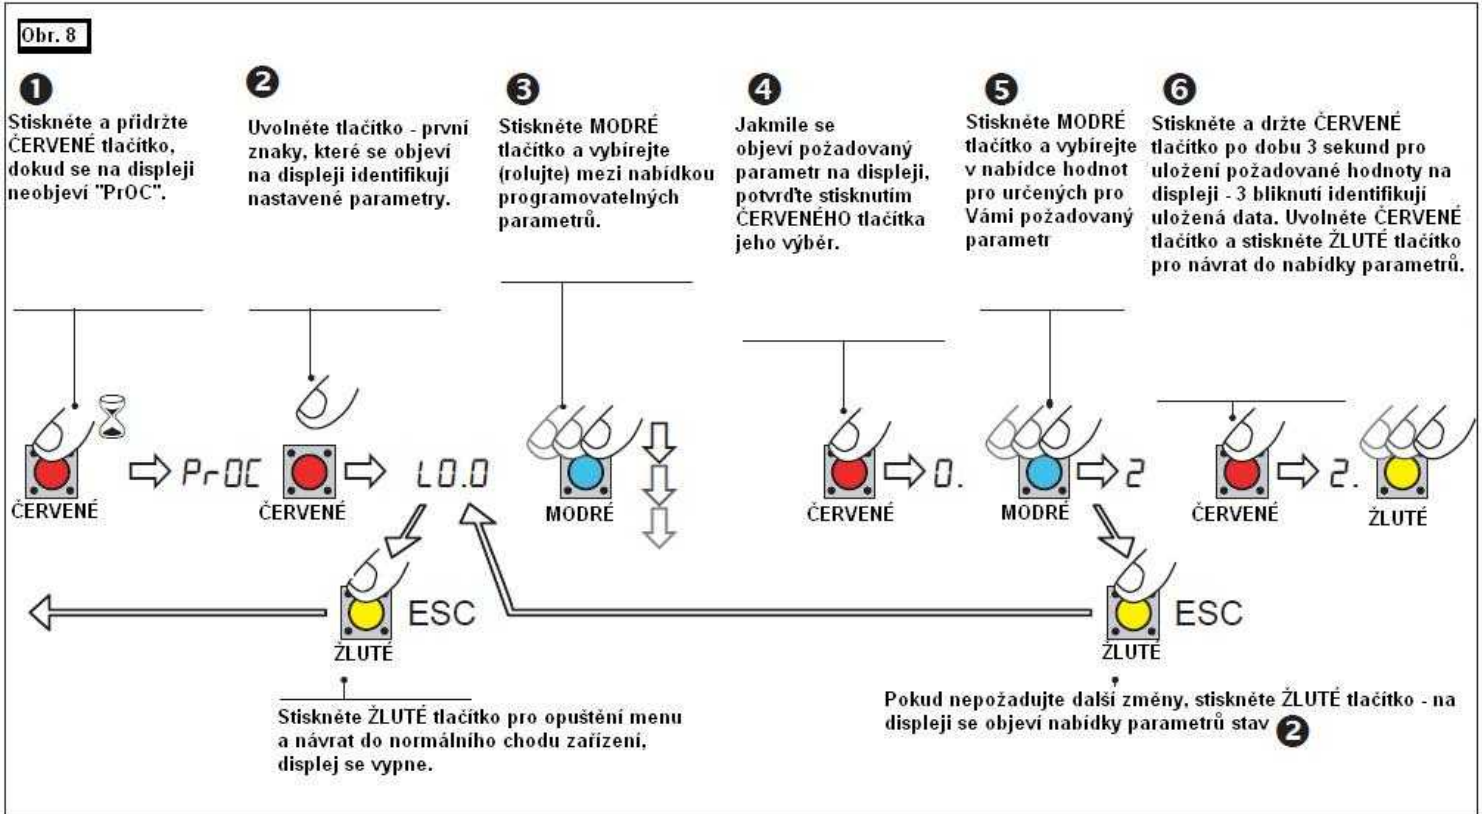 Obr. 8
1
Stiskněte a přidržte
ČERVENÉ tlačítko,
dokud se na displeji
neobjeví "PrOC".
2
Uvolněte tlačítko - první
znaky, které se objeví
na displeji identifikují
nastavené parametry.
3
Stiskněte MODRÉ
tlačítko a vybírejte
(rolujte) mezi nabídkou
programovatelných
parametrů.
4
Jakmile se
objeví požadovaný
parametr na displeji,
potvrďte stisknutím
ČERVENÉHO tlačítka
jeho výběr.
5
Stiskněte MODRÉ
tlačítko a vybírejte
v nabídce hodnot
pro určených pro
Vámi požadovaný
parametr
6
Stiskněte a držte ČERVENÉ
tlačítko po dobu 3 sekund pro
uložení požadované hodnoty na
displeji - 3 bliknutí identifikují
uložená data. Uvolněte ČERVENÉ
tlačítko a stiskněte ŽLUTÉ tlačítko
pro návrat do nabídky parametrů.
ČERVENÉ
PrOC
ČERVENÉ
L0.0
MODRÉ
ČERVENÉ
0.
MODRÉ
2
ČERVENÉ
2.
ŽLUTÉ
ESC
ŽLUTÉ
ESC
ŽLUTÉ
Stiskněte ŽLUTÉ tlačítko pro opuštění menu
a návrat do normálního chodu zařízení,
displej se vypne.
Pokud nepožadujte další změny, stiskněte ŽLUTÉ tlačítko - na
displeji se objeví nabídky parametrů stav 2